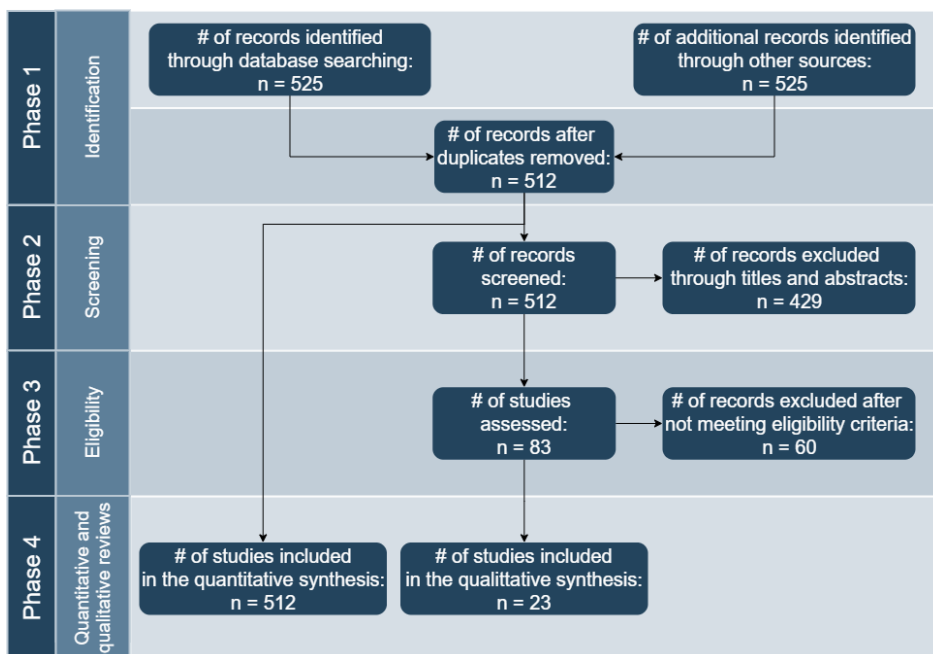 Phase 1
Identification
# of records identified
through database searching:
n = 525
# of additional records identified
through other sources:
n = 525
# of records after
duplicates removed:
n = 512
Phase 2
Screening
# of records
screened:
n = 512
# of records excluded
through titles and abstracts:
n = 429
Phase 3
Eligibility
# of studies
assessed:
n = 83
# of records excluded after
not meeting eligibility criteria:
n = 60
Phase 4
Quantitative and
qualitative reviews
# of studies included
in the quantitative synthesis:
n = 512
# of studies included
in the qualittative synthesis:
n = 23